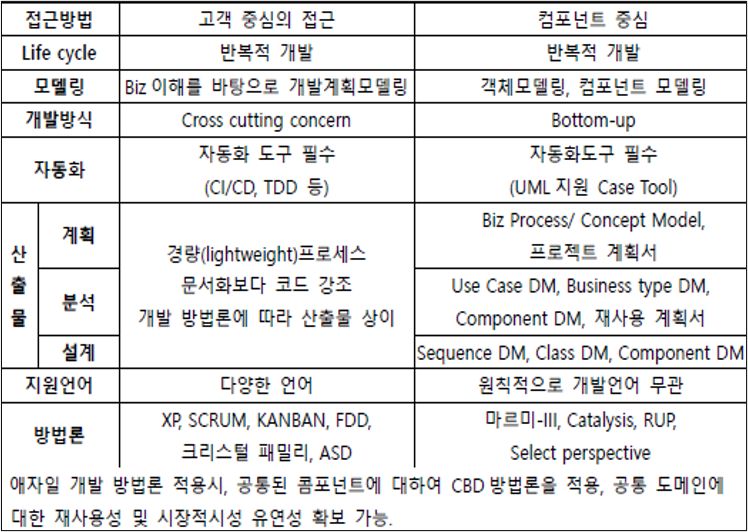 접근방법 고객 중심의 접근 컴포넌트 중심
Life cycle 반복적 개발 반복적 개발
모델링 Biz이해를 바탕으로 개발계획모델링 객체모델링, 컴포넌트 모델링
개발방식 Cross cutting concern Bottom-up
자동화 자동화 도구 필수 자동화도구 필수
(CI/CD, TDD 등) (UML지원 Case Tool)
산출물
계획 Biz Process/ Concept Model,
프로젝트 계획서
경량(lightweight)프로세스
문서화보다 코드 강조
개발 방법론에 따라 산출물 상이
분석 Use Case DM, Business type DM,
Component DM, 재사용 계획서
설계 Sequence DM, Class DM, Component DM
지원언어 다양한 언어 원칙적으로 개발언어 무관
방법론 XP, SCRUM, KANBAN, FDD, 마르미-III, Catalysis, RUP,
크리스털 패밀리, ASD Select perspective
애자일 개발 방법론 적용시, 공통된 콤포넌트에 대하여 CBD방법론을 적용, 공통 도메인에
대한 재사용성 및 시장적시성 유연성 확보 가능.